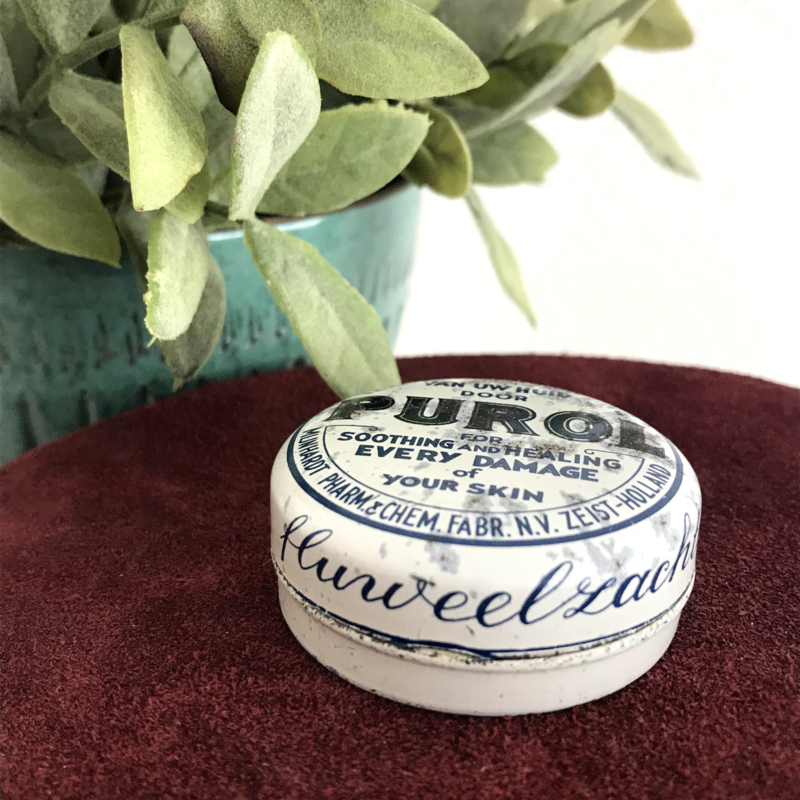 VAN UW HUID
DOOR
PUROL
FOR
SOOTHING AND HEALING
EVERY DAMAGE
of
YOUR SKIN
MIJNHARDT PHARM. & CHEM. FABR. N.V. ZEIST-HOLLAND
fluweelzacht